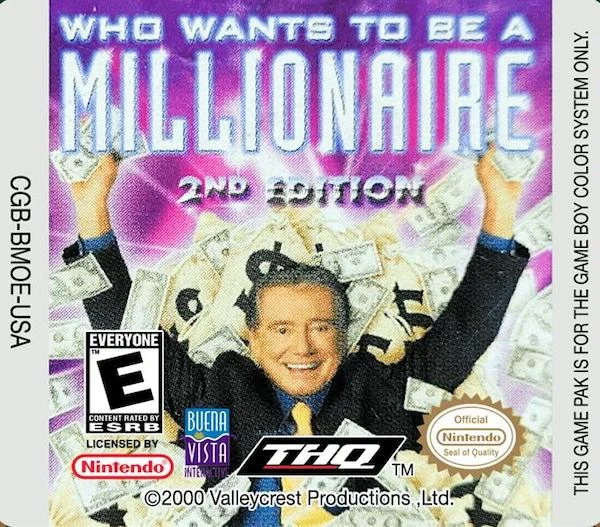 WHO WANTS TO BE A
MILLIONAIRE
2ND EDITION
CGB-BMOE-USA
THIS GAME PAK IS FOR THE GAME BOY COLOR SYSTEM ONLY.
EVERYONE
TM
E
CONTENT RATED BY
ESRB
LICENSED BY
Nintendo®
BUENA
VISTA
INTERACTIVE
THQ
TM
Official
Nintendo
Seal of Quality
©2000 Valleycrest Productions ,Ltd.